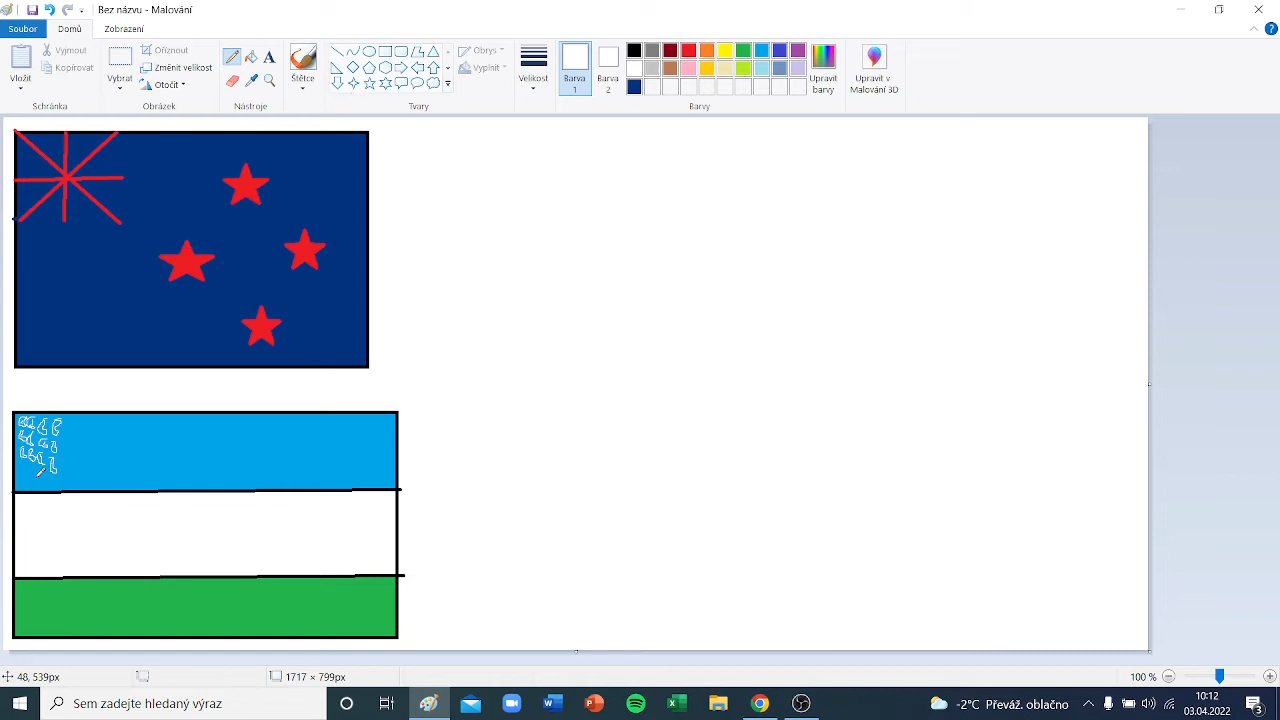 Bez názvu - Malování
Soubor
Domů
Zobrazení
Vložit
Vyjmout
Kopírovat
Schránka
Vybrat
Oříznout
Změnit velikost
Otočit
Obrázek
A
Nástroje
Štětce
Obrys
Vyplnit
Tvary
Velikost
Barva
1
Barva
2
Upravit
barvy
Barvy
Upravit v
Malování 3D
48, 539px
1717 × 799px
100 %
Sem zadejte hledaný výraz
-2°C Převáž. oblačno
10:12
03.04.2022
3